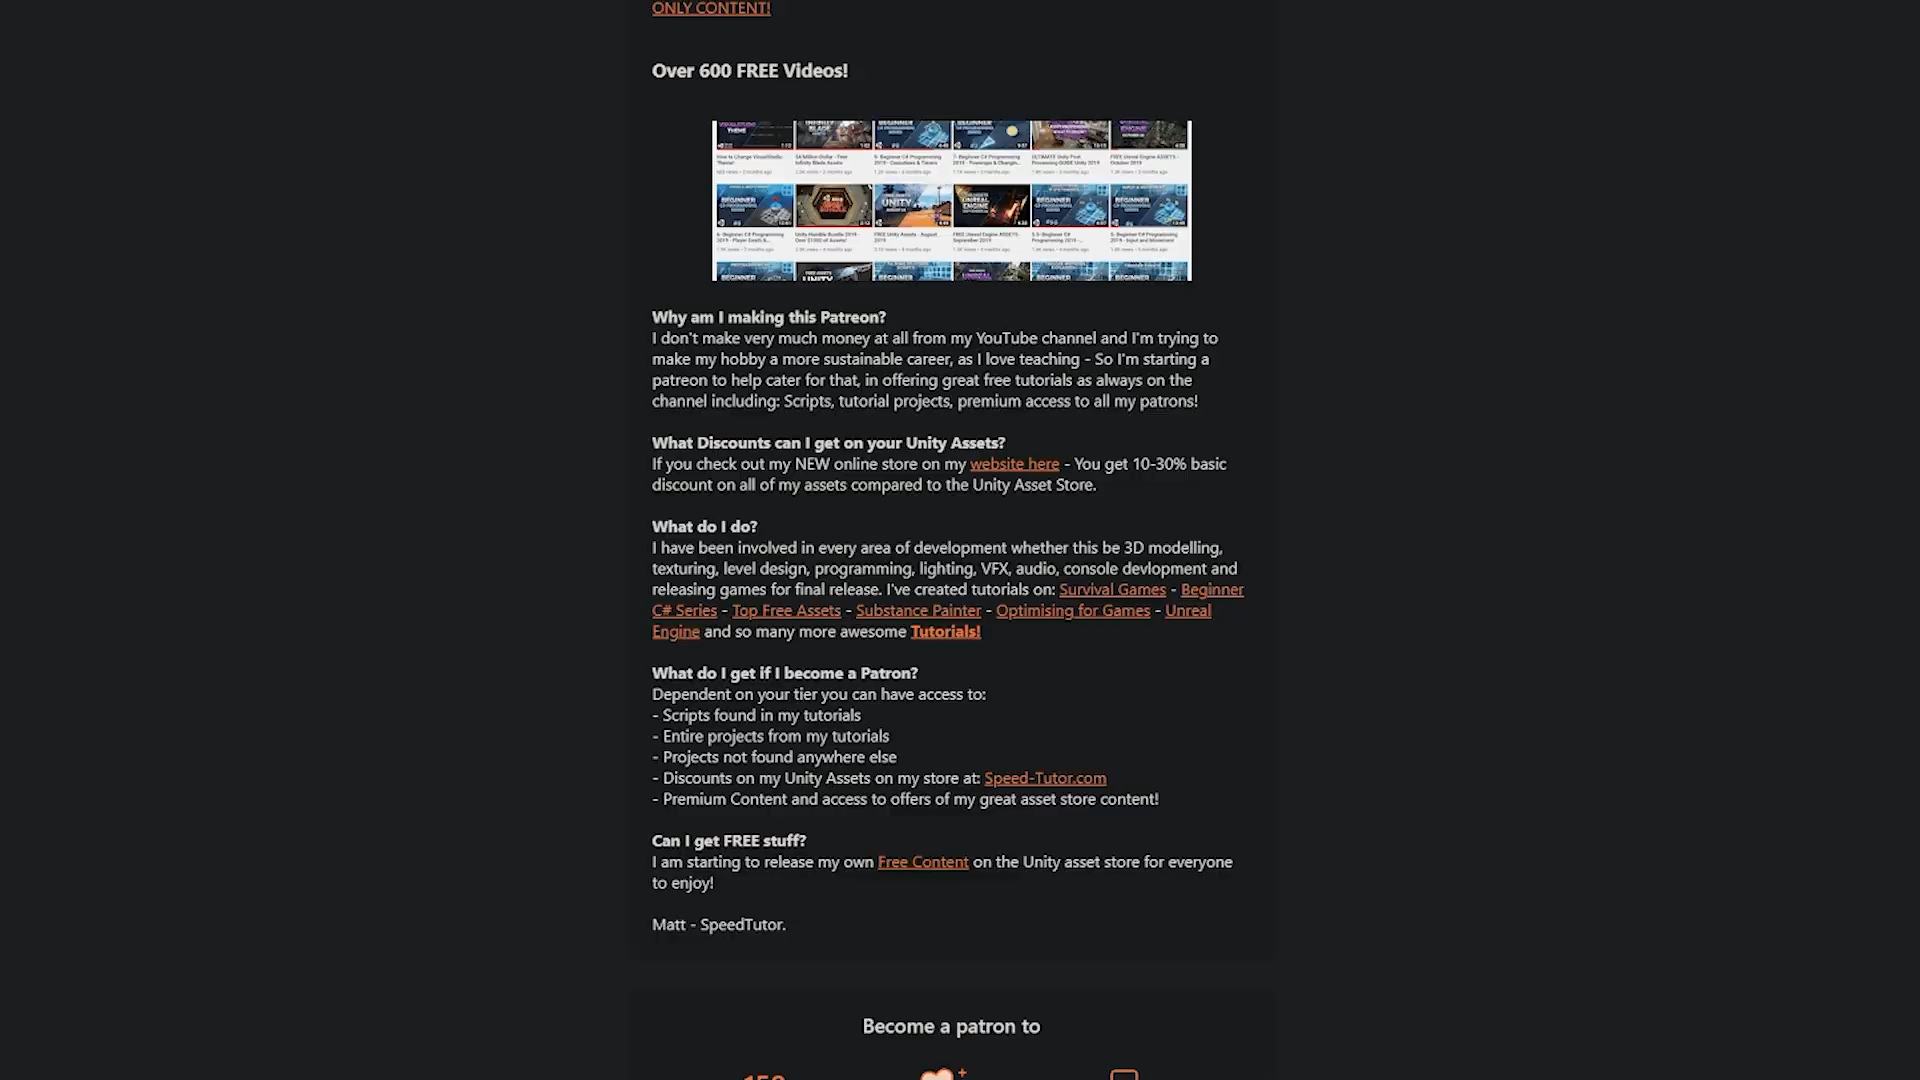 ONLY CONTENT!
Over 600 FREE Videos!
Why am I making this Patreon?
I don't make very much money at all from my YouTube channel and I'm trying to
make my hobby a more sustainable career, as I love teaching - So I'm starting a
patreon to help cater for that, in offering great free tutorials as always on the
channel including: Scripts, tutorial projects, premium access to all my patrons!
What Discounts can I get on your Unity Assets?
If you check out my NEW online store on my website here - You get 10-30% basic
discount on all of my assets compared to the Unity Asset Store.
What do I do?
I have been involved in every area of development whether this be 3D modelling,
texturing, level design, programming, lighting, VFX, audio, console devlopment and
releasing games for final release. I've created tutorials on: Survival Games - Beginner
C# Series - Top Free Assets - Substance Painter - Optimising for Games - Unreal
Engine and so many more awesome Tutorials!
What do I get if I become a Patron?
Dependent on your tier you can have access to:
- Scripts found in my tutorials
- Entire projects from my tutorials
- Projects not found anywhere else
- Discounts on my Unity Assets on my store at: Speed-Tutor.com
- Premium Content and access to offers of my great asset store content!
Can I get FREE stuff?
I am starting to release my own Free Content on the Unity asset store for everyone
to enjoy!
Matt - SpeedTutor.
Become a patron to